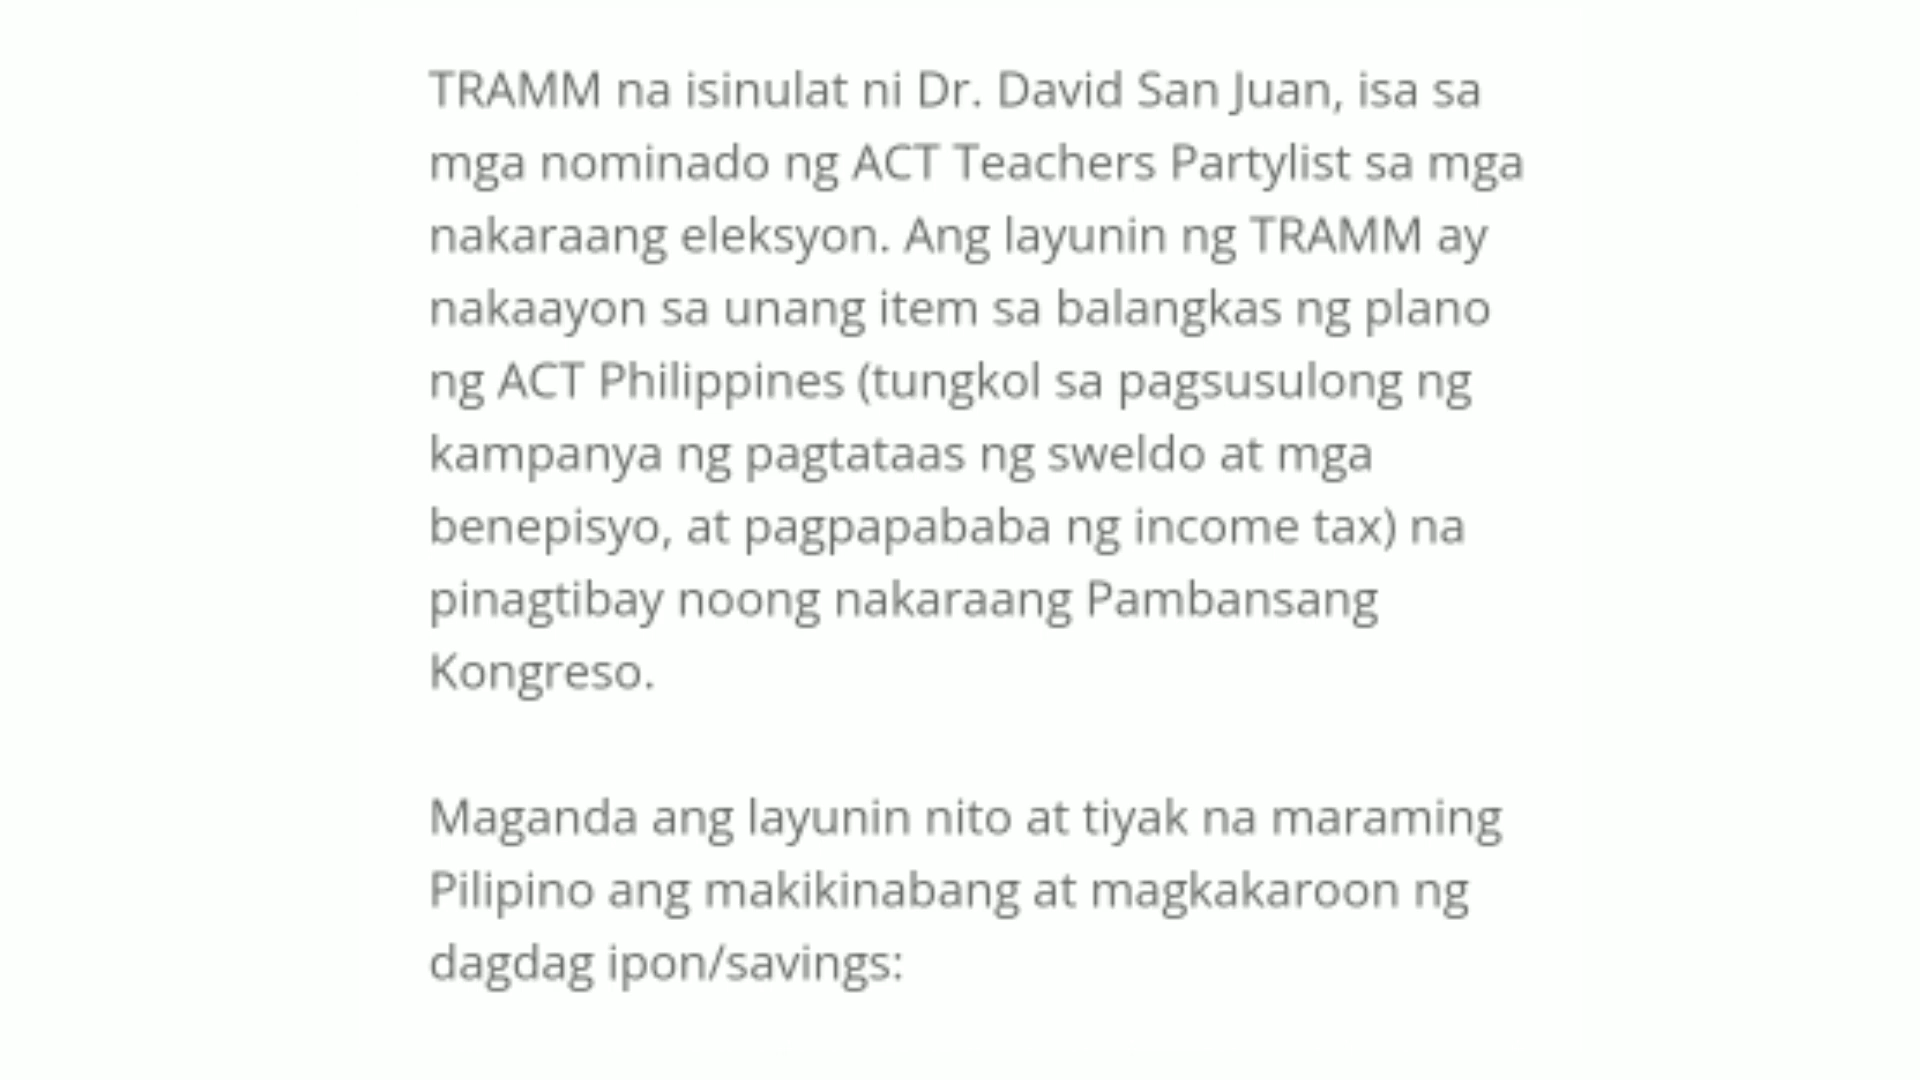 TRAMM na isinulat ni Dr. David San Juan, isa sa
mga nominado ng ACT Teachers Partylist sa mga
nakaraang eleksyon. Ang layunin ng TRAMM ay
nakaayon sa unang item sa balangkas ng plano
ng ACT Philippines (tungkol sa pagsusulong ng
kampanya ng pagtataas ng sweldo at mga
benepisyo, at pagpapababa ng income tax) na
pinagtibay noong nakaraang Pambansang
Kongreso.
Maganda ang layunin nito at tiyak na maraming
Pilipino ang makikinabang at magkakaroon ng
dagdag ipon/savings: